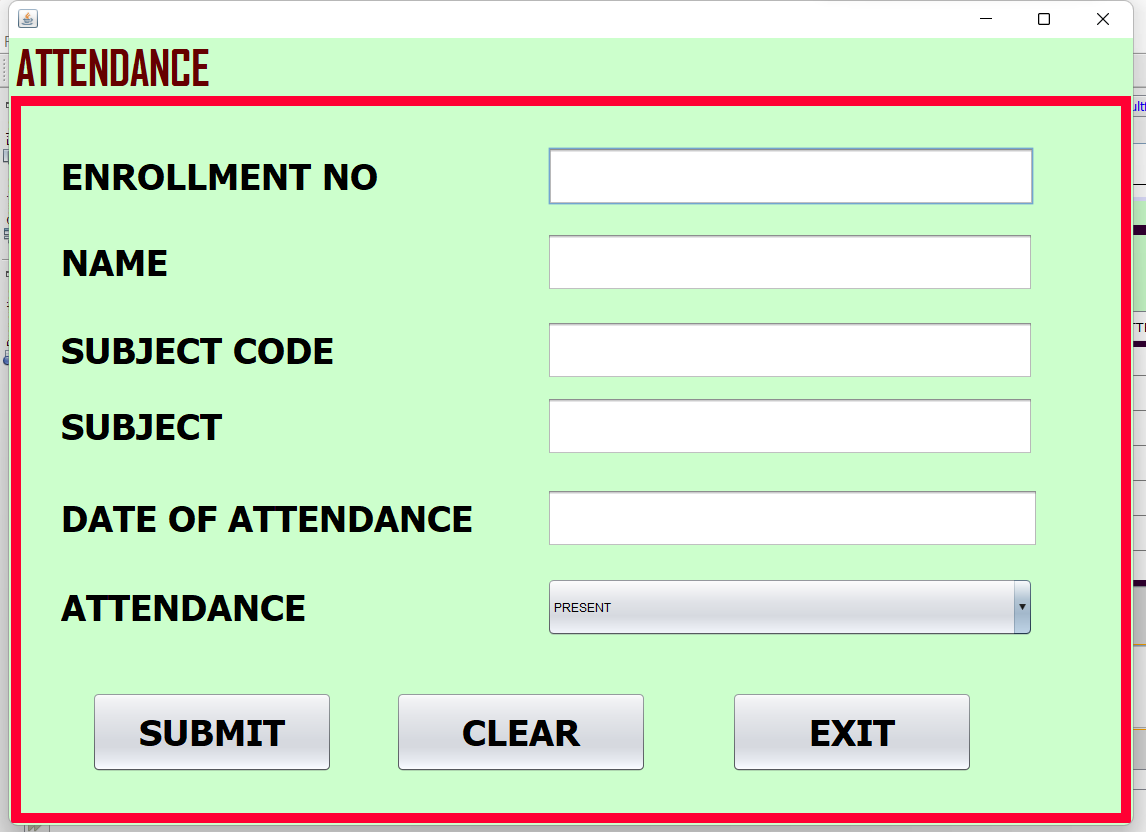 ATTENDANCE
ENROLLMENT NO
NAME
SUBJECT CODE
SUBJECT
DATE OF ATTENDANCE
ATTENDANCE
PRESENT
SUBMIT
CLEAR
EXIT